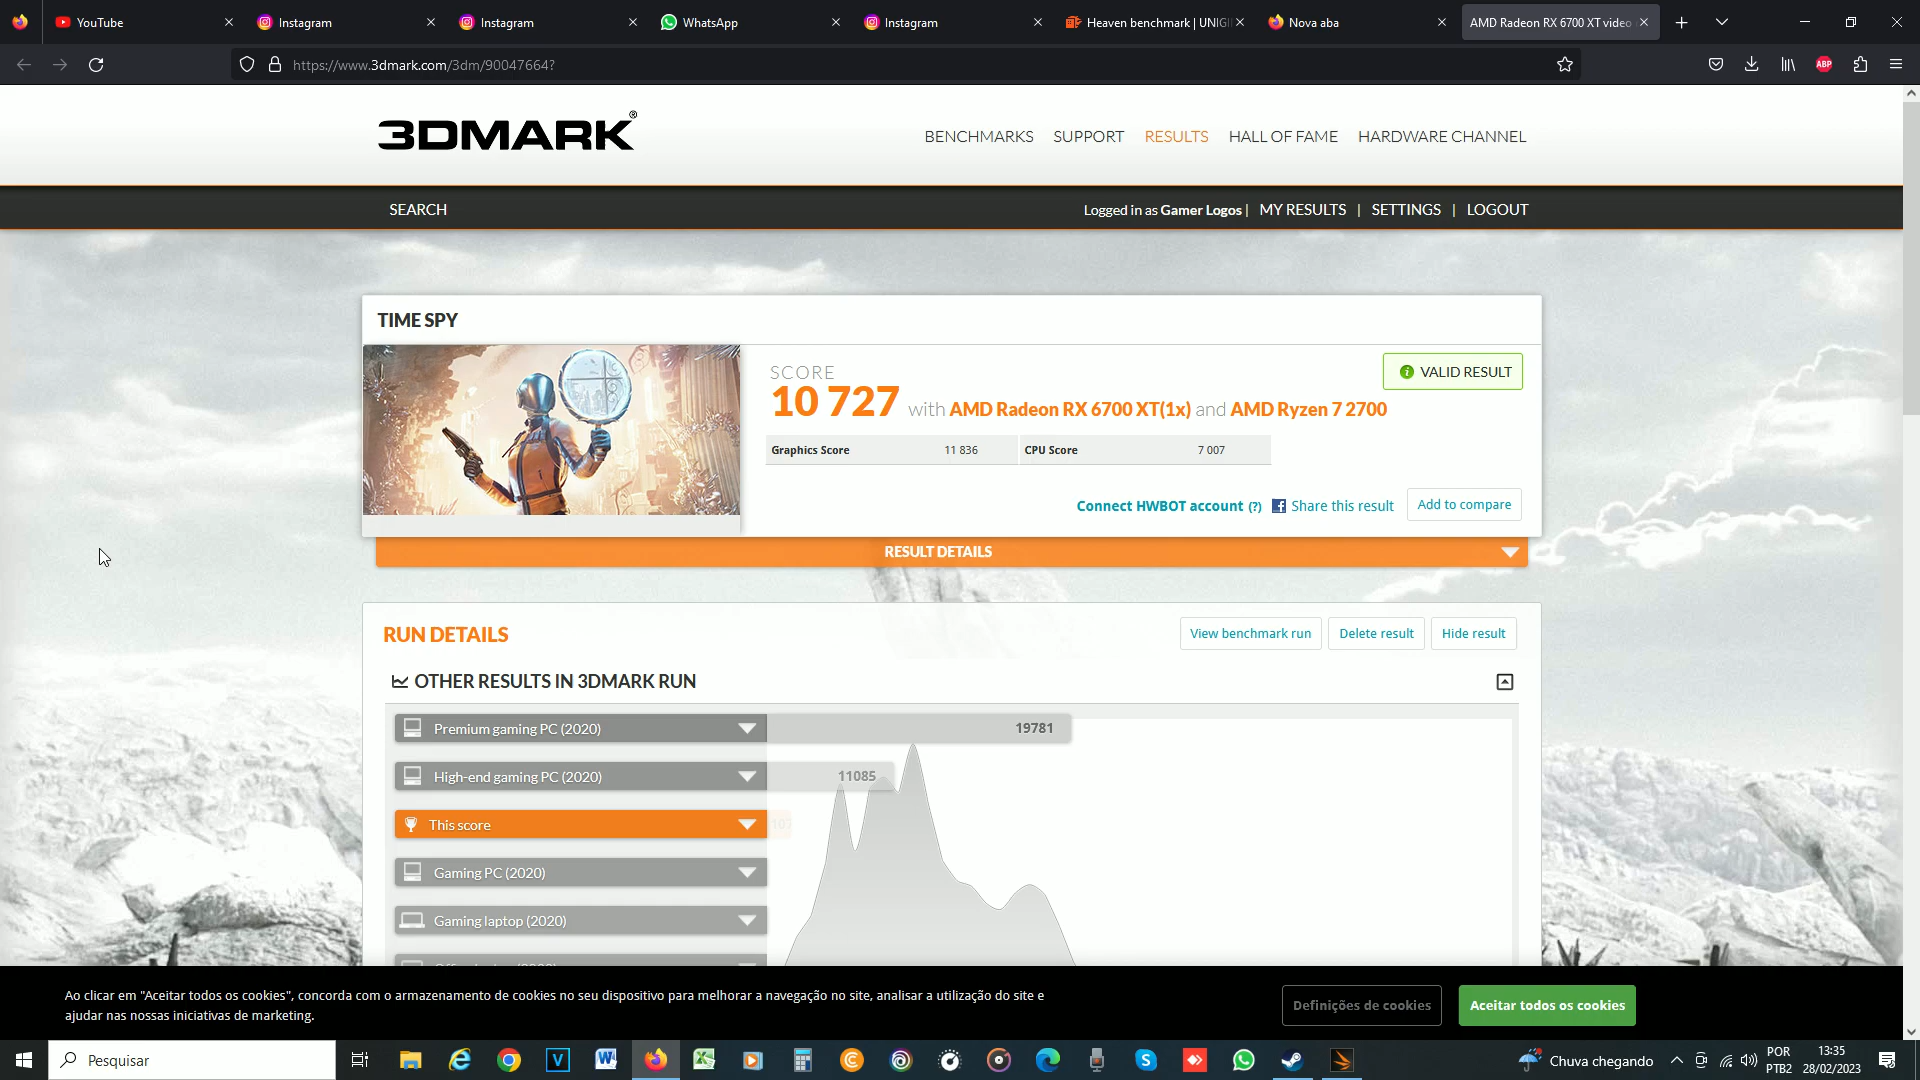 YouTube
Instagram
Instagram
WhatsApp
Instagram
Heaven benchmark | UNIGI
Nova aba
AMD Radeon RX 6700 XT video
https://www.3dmark.com/3dm/90047664?
ABP
3DMARK®
BENCHMARKS SUPPORT RESULTS HALL OF FAME HARDWARE CHANNEL
SEARCH
Logged in as Gamer Logos | MY RESULTS | SETTINGS | LOGOUT
TIME SPY
SCORE
VALID RESULT
10 727 with AMD Radeon RX 6700 XT(1x) and AMD Ryzen 7 2700
Graphics Score 11 836 CPU Score 7 007
Connect HWBOT account (?) Share this result Add to compare
RESULT DETAILS
RUN DETAILS
View benchmark run Delete result Hide result
OTHER RESULTS IN 3DMARK RUN
Premium gaming PC (2020) 19781
High-end gaming PC (2020) 11085
This score
Gaming PC (2020)
Gaming laptop (2020)
Ao clicar em "Aceitar todos os cookies", concorda com o armazenamento de cookies no seu dispositivo para melhorar a navegação no site, analisar a utilização do site e
ajudar nas nossas iniciativas de marketing.
Definições de cookies
Aceitar todos os cookies
Pesquisar
Chuva chegando
POR
PTB2
13:35
28/02/2023